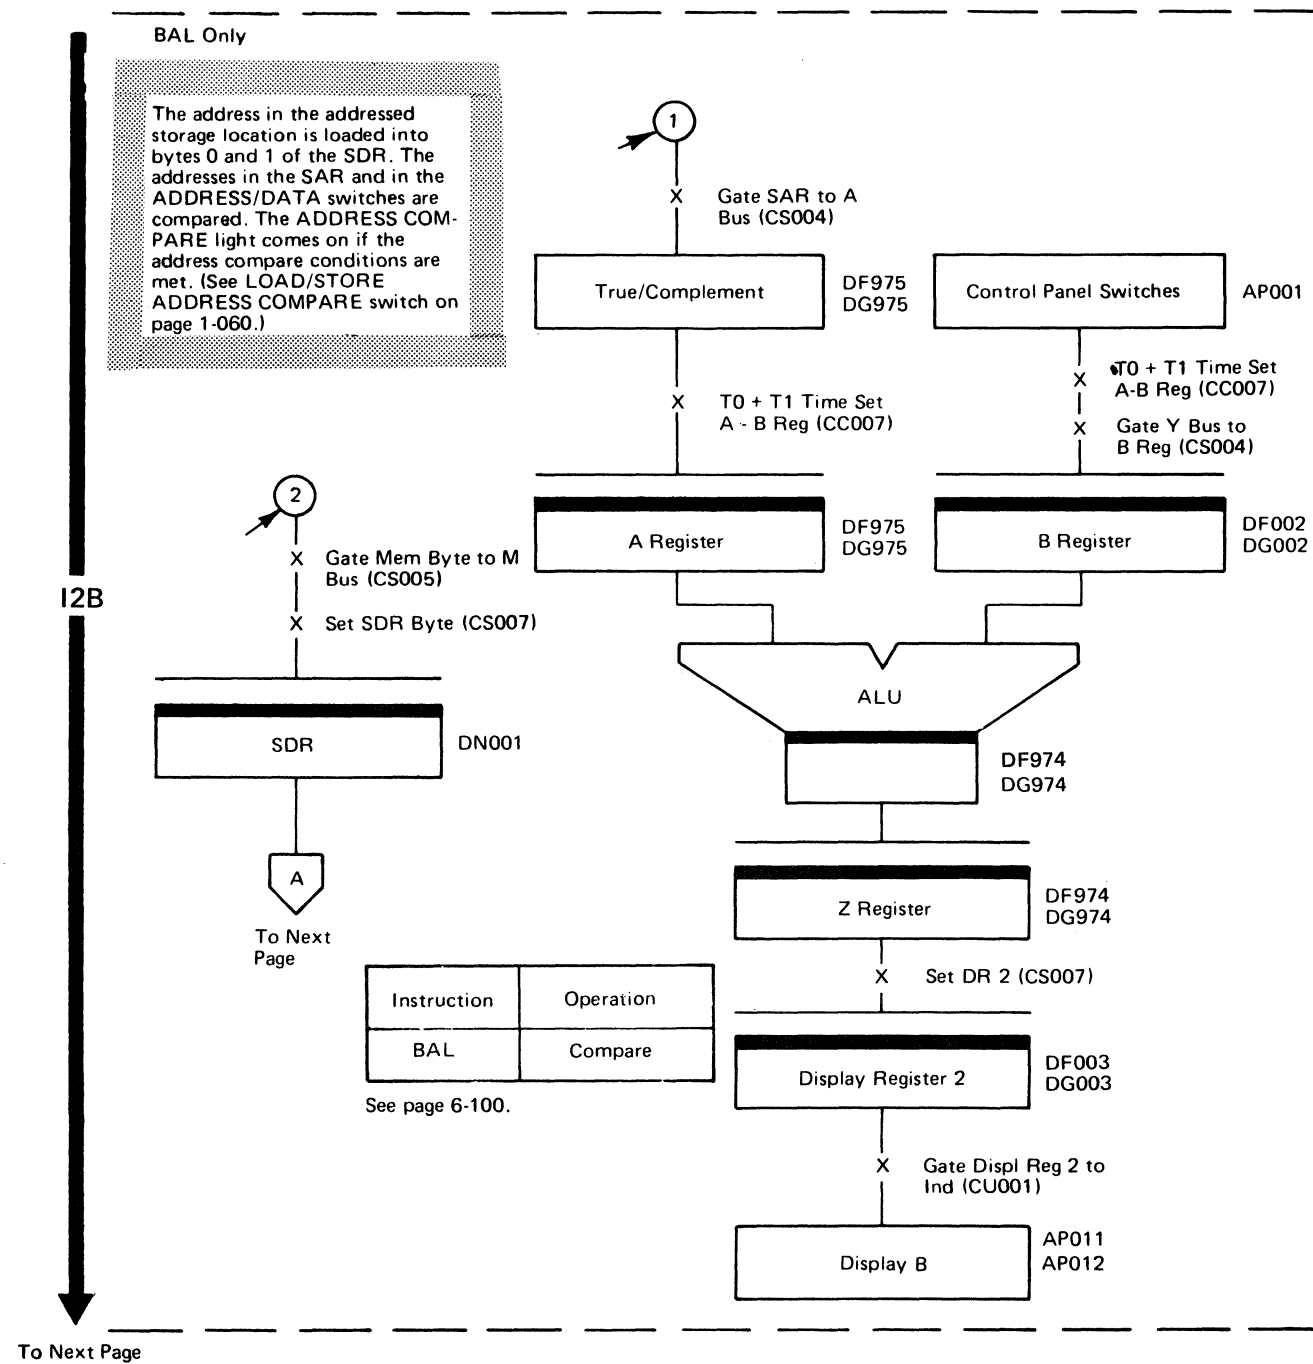 BAL Only
The address in the addressed
storage location is loaded into
bytes 0 and 1 of the SDR. The
addresses in the SAR and in the
ADDRESS/DATA switches are
compared. The ADDRESS COM-
PARE light comes on if the
address compare conditions are
met. (See LOAD/STORE
ADDRESS COMPARE switch on
page 1-060.)
1
X Gate SAR to A
Bus (CS004)
True/Complement
DF975
DG975
Control Panel Switches
AP001
X T0 + T1 Time Set
A-B Reg (CC007)
X Gate Y Bus to
B Reg (CS004)
X T0 + T1 Time Set
A - B Reg (CC007)
2
X Gate Mem Byte to M
Bus (CS005)
X Set SDR Byte (CS007)
A Register
DF975
DG975
B Register
DF002
DG002
I2B
ALU
DF974
DG974
SDR
DN001
A
To Next
Page
Z Register
DF974
DG974
X Set DR 2 (CS007)
Instruction Operation
BAL Compare
See page 6-100.
Display Register 2
DF003
DG003
X Gate Displ Reg 2 to
Ind (CU001)
Display B
AP011
AP012
To Next Page